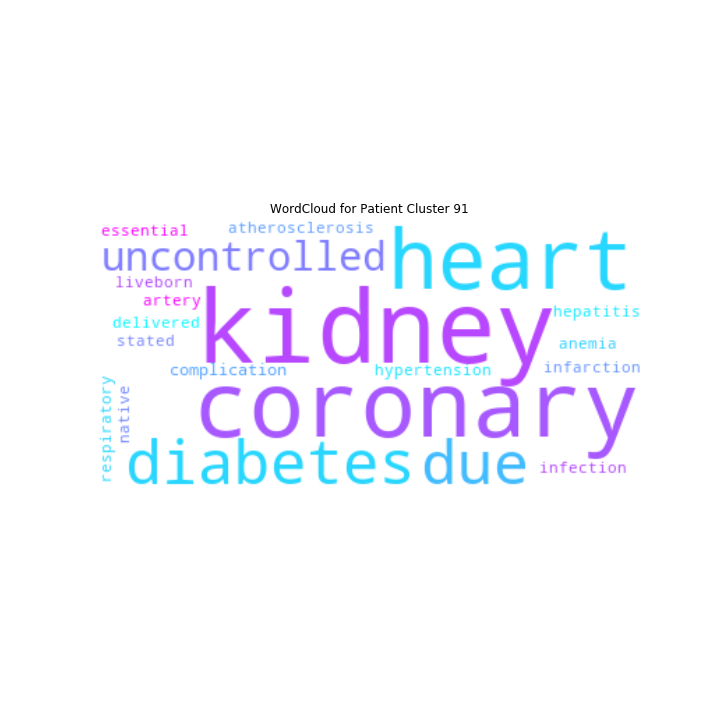 WordCloud for Patient Cluster 91
essential
atherosclerosis
uncontrolled
heart
liveborn
artery
kidney
hepatitis
delivered
stated
anemia
complication
hypertension
infarction
respiratory
native
coronary
diabetes
due
infection